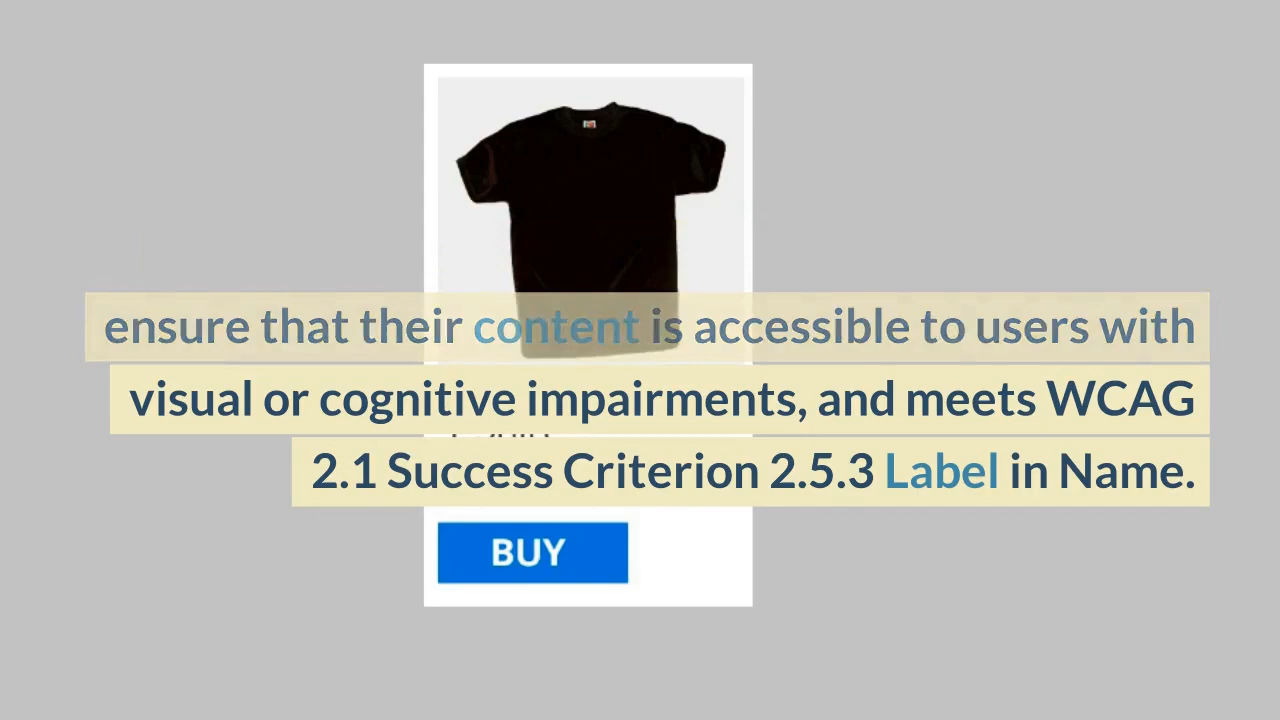 ensure that their content is accessible to users with
visual or cognitive impairments, and meets WCAG
2.1 Success Criterion 2.5.3 Label in Name.
BUY